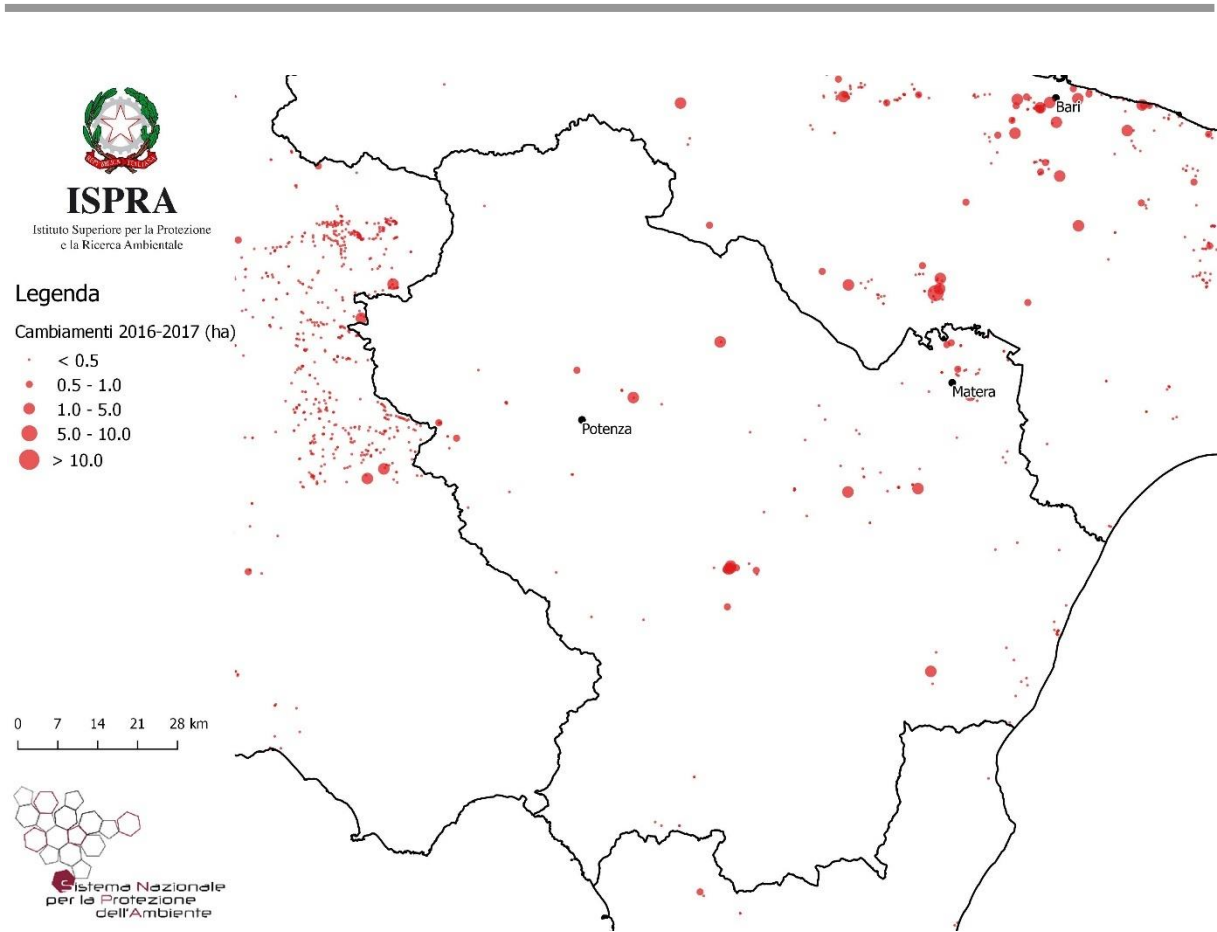 REPVBBLICA ITALIANA
ISPRA
Istituto Superiore per la Protezione
e la Ricerca Ambientale
Legenda
Cambiamenti 2016-2017 (ha)
< 0.5
0.5 - 1.0
1.0 - 5.0
5.0 - 10.0
> 10.0
Bari
Matera
Potenza
0 7 14 21 28 km
Sistema Nazionale
per la Protezione
dell'Ambiente